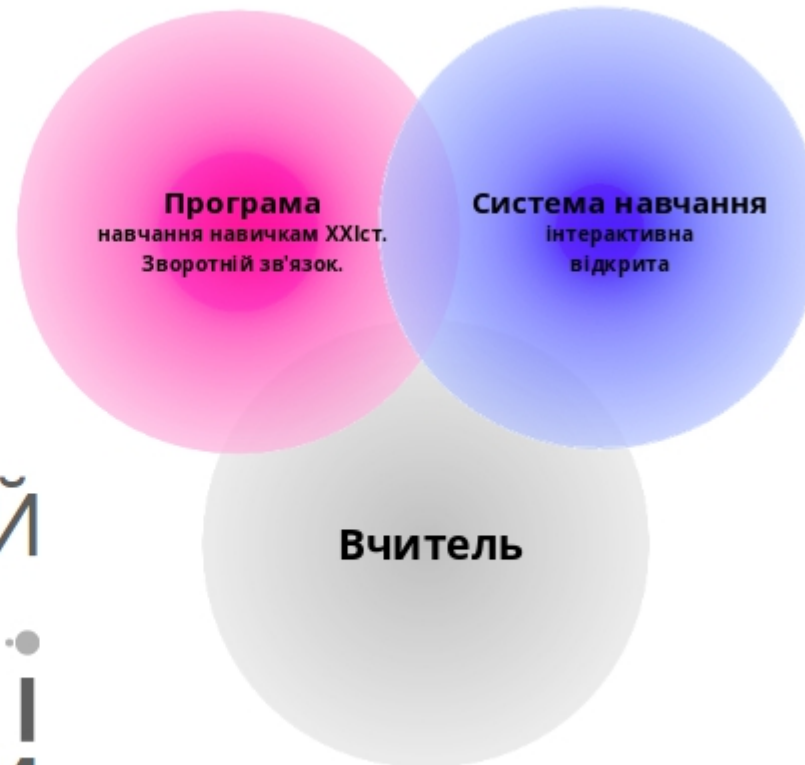 Програма
навчання навичкам XXIст.
Зворотній зв'язок.
Система навчання
інтерактивна
відкрита
Вчитель
Й
і